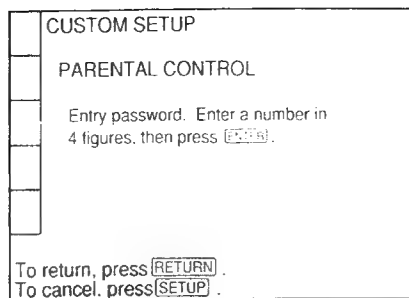 CUSTOM SETUP
PARENTAL CONTROL
Entry password. Enter a number in
4 figures, then press ENTER.
To return, press RETURN.
To cancel, press SETUP.